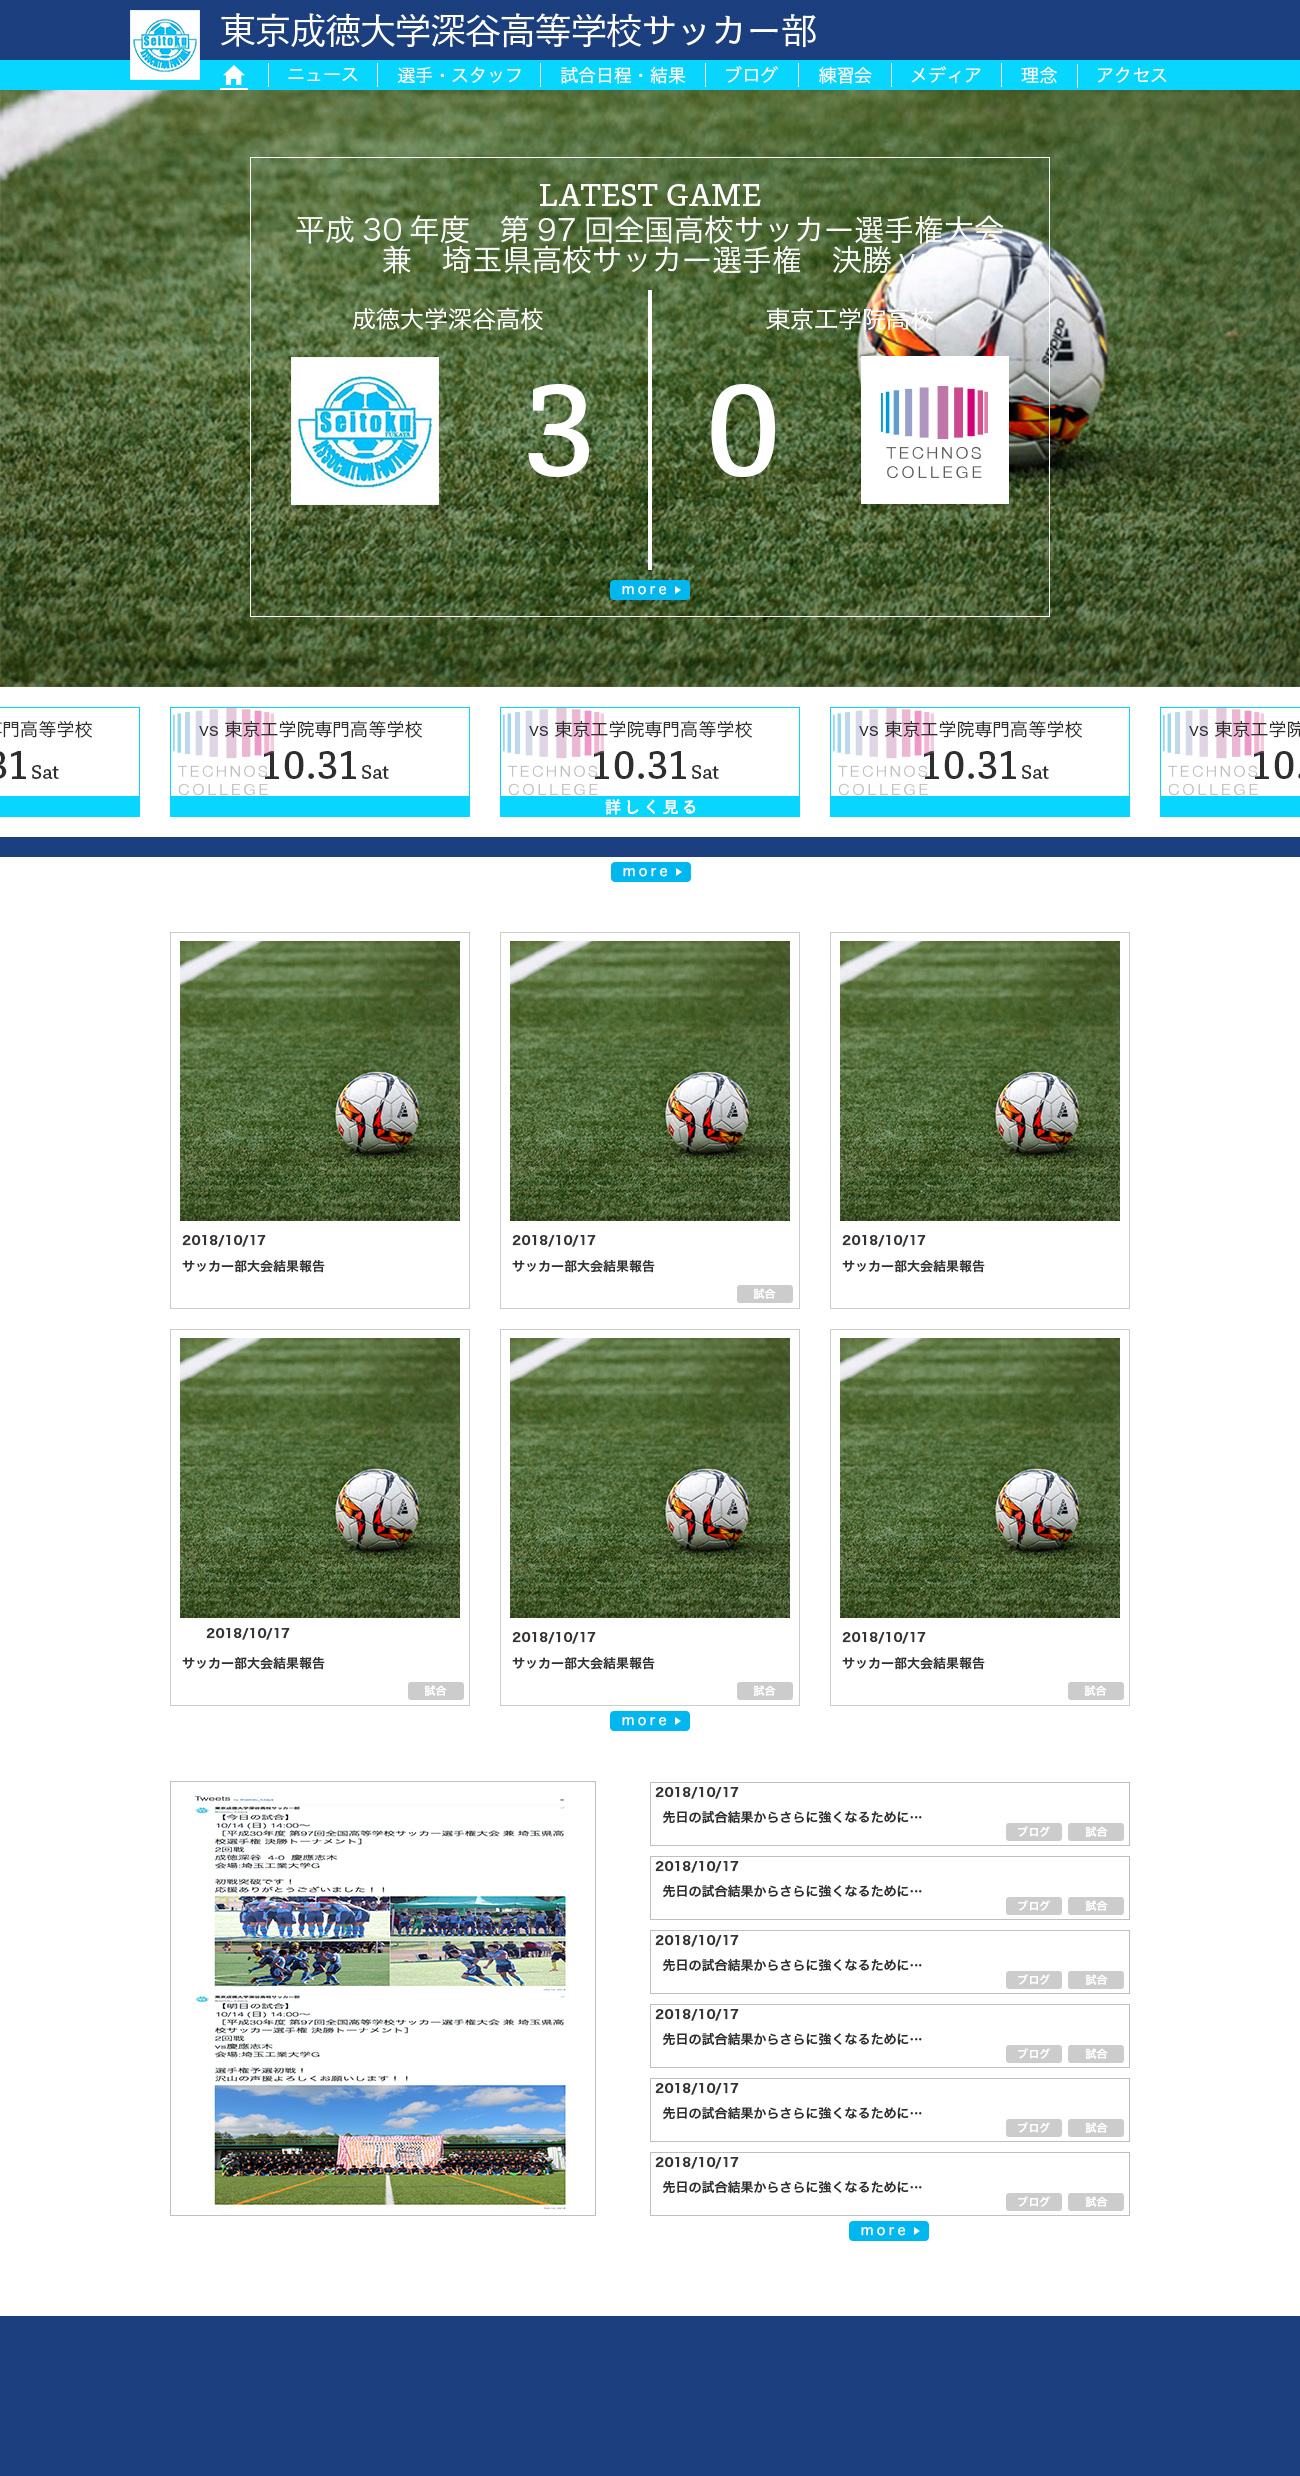 Seitoku
東京成徳大学深谷高等学校サッカー部
ニュース
選手・スタッフ
試合日程・結果
ブログ
練習会
メディア
理念
アクセス
LATEST GAME
平成 30 年度　第 97 回全国高校サッカー選手権大会
兼　埼玉県高校サッカー選手権　決勝 v
成徳大学深谷高校
東京工学院高校
Seitoku
FUKAYA
ASSOCIATION FOOTBALL
3
0
adidas
TECHNOS
COLLEGE
more
門高等学校
31 Sat
vs 東京工学院専門高等学校
10.31 Sat
TECHNOS
COLLEGE
vs 東京工学院専門高等学校
10.31 Sat
TECHNOS
COLLEGE
詳しく見る
vs 東京工学院専門高等学校
10.31 Sat
TECHNOS
COLLEGE
vs 東京工学院
10.
TECHNOS
COLLEGE
more
2018/10/17
サッカー部大会結果報告
2018/10/17
サッカー部大会結果報告
試合
2018/10/17
サッカー部大会結果報告
2018/10/17
サッカー部大会結果報告
試合
2018/10/17
サッカー部大会結果報告
試合
2018/10/17
サッカー部大会結果報告
試合
more
Tweets
東京成徳大学深谷高校サッカー部
【今日の試合】
10/14 (日) 14:00〜
［平成30年度 第97回全国高等学校サッカー選手権大会 兼 埼玉県高
校選手権 決勝トーナメント］
2回戦
成徳深谷 4-0 慶應志木
会場:埼玉工業大学G
初戦突破です！
応援ありがとうございました！！
東京成徳大学深谷高校サッカー部
【明日の試合】
10/14 (日) 14:00〜
［平成30年度 第97回全国高等学校サッカー選手権大会 兼 埼玉県高
校サッカー選手権 決勝トーナメント］
2回戦
vs慶應志木
会場:埼玉工業大学G
選手権予選初戦！
沢山の声援よろしくお願いします！！
2018/10/17
先日の試合結果からさらに強くなるために…
ブログ
試合
2018/10/17
先日の試合結果からさらに強くなるために…
ブログ
試合
2018/10/17
先日の試合結果からさらに強くなるために…
ブログ
試合
2018/10/17
先日の試合結果からさらに強くなるために…
ブログ
試合
2018/10/17
先日の試合結果からさらに強くなるために…
ブログ
試合
2018/10/17
先日の試合結果からさらに強くなるために…
ブログ
試合
more